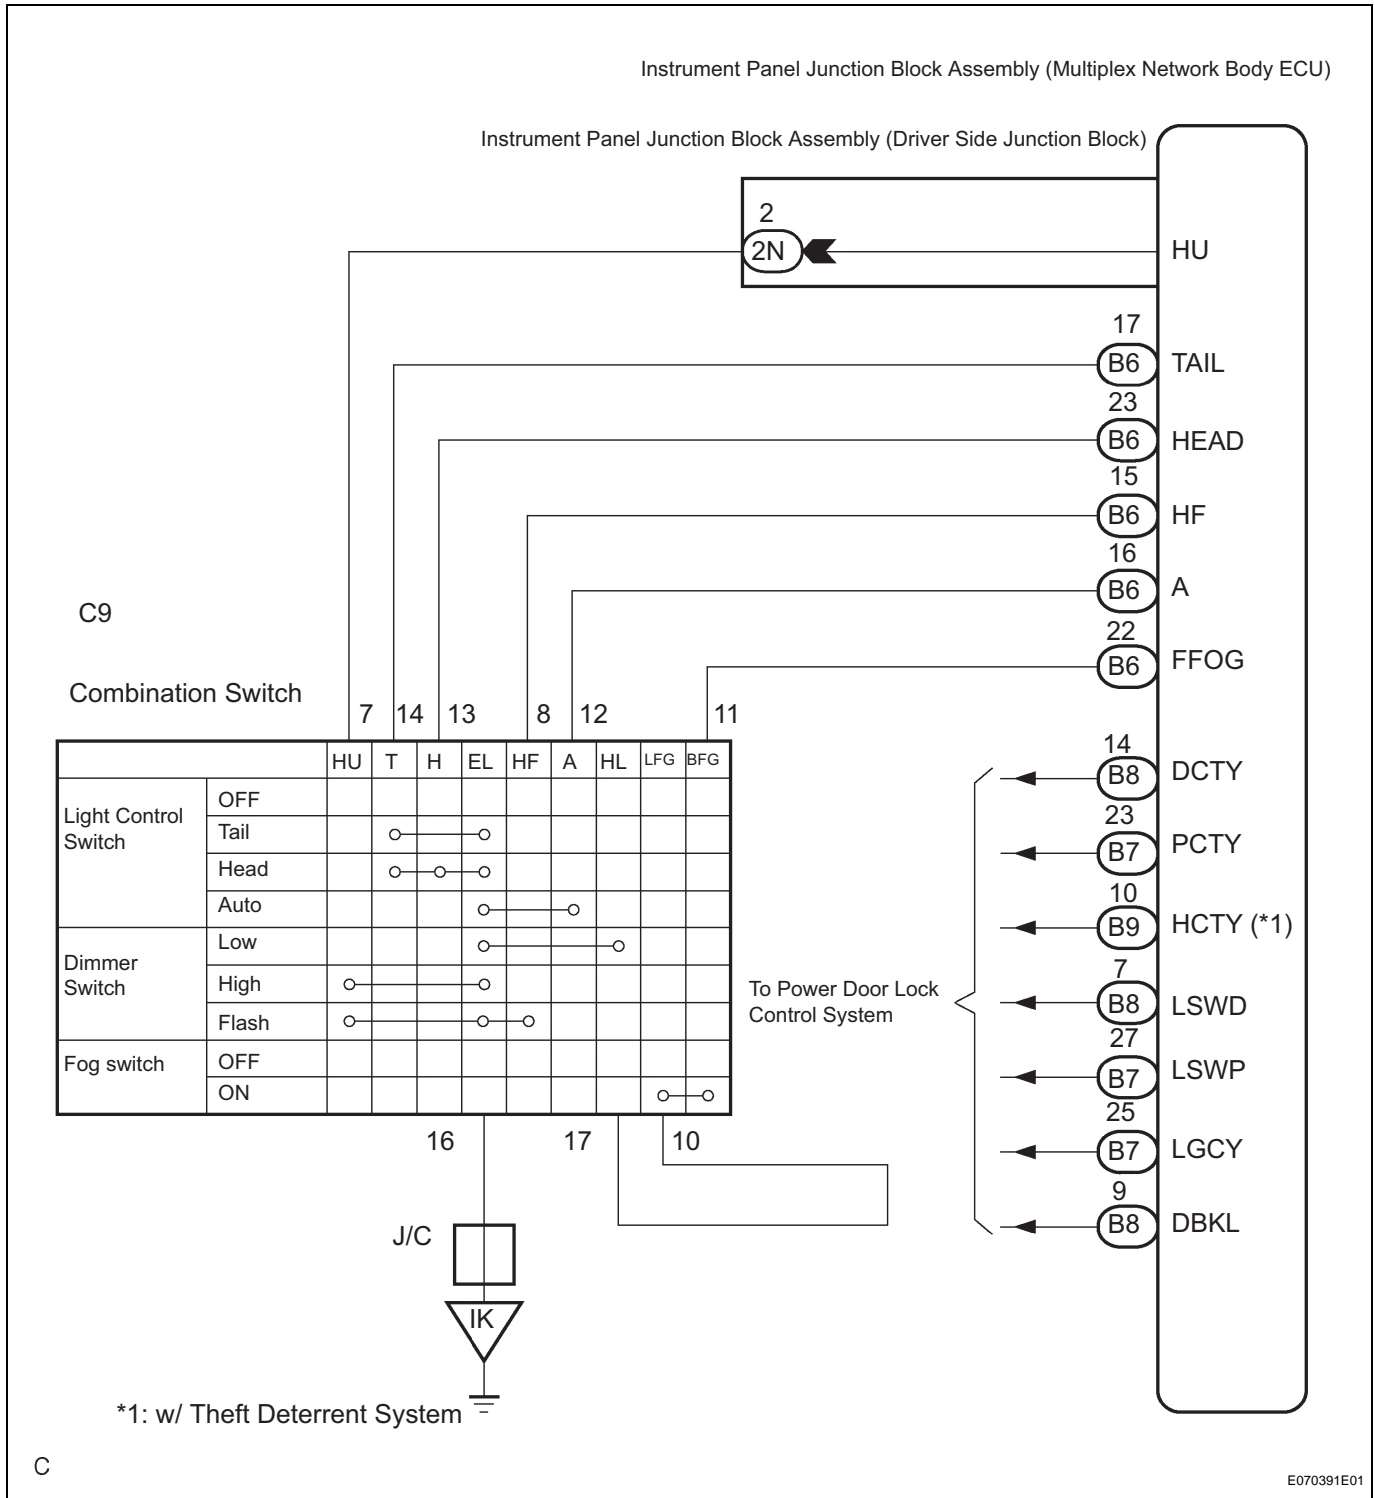 Instrument Panel Junction Block Assembly (Multiplex Network Body ECU)
Instrument Panel Junction Block Assembly (Driver Side Junction Block)
2
2N
HU
17
B6
TAIL
23
B6
HEAD
15
B6
HF
16
B6
A
22
B6
FFOG
C9
Combination Switch
7 14 13 8 12 11
HU T H EL HF A HL LFG BFG
Light Control
Switch
OFF
Tail
Head
Auto
Dimmer
Switch
Low
High
Flash
Fog switch
OFF
ON
16 17 10
J/C
IK
To Power Door Lock
Control System
14
B8
DCTY
23
B7
PCTY
10
B9
HCTY (*1)
7
B8
LSWD
27
B7
LSWP
25
B7
LGCY
9
B8
DBKL
*1: w/ Theft Deterrent System
C
E070391E01